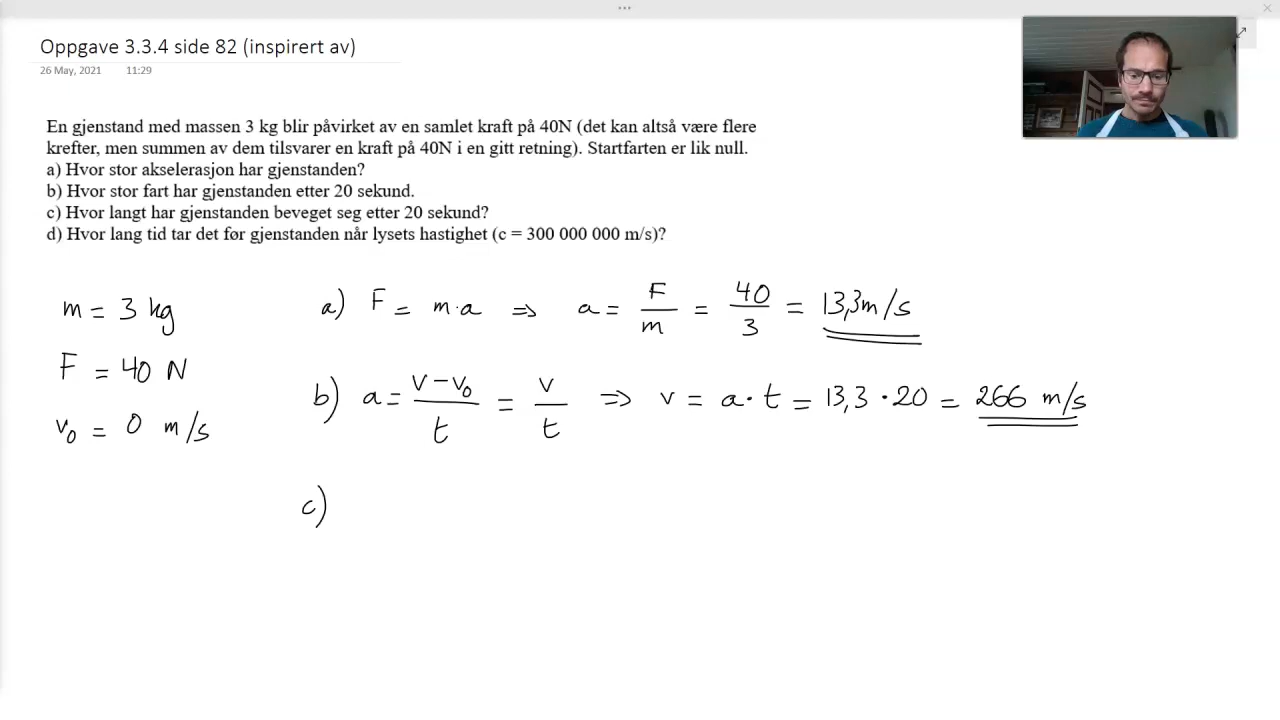 Oppgave 3.3.4 side 82 (inspirert av)
26 May, 2021 11:29
En gjenstand med massen 3 kg blir påvirket av en samlet kraft på 40N (det kan altså være flere
krefter, men summen av dem tilsvarer en kraft på 40N i en gitt retning). Startfarten er lik null.
a) Hvor stor akselerasjon har gjenstanden?
b) Hvor stor fart har gjenstanden etter 20 sekund.
c) Hvor langt har gjenstanden beveget seg etter 20 sekund?
d) Hvor lang tid tar det før gjenstanden når lysets hastighet (c = 300 000 000 m/s)?
m = 3 kg
F = 40 N
v₀ = 0 m/s
a) F = m·a ⇒ a = F/m = 40/3 = 13,3m/s
b) a = v-v₀/t = v/t ⇒ v = a·t = 13,3·20 = 266 m/s
c)